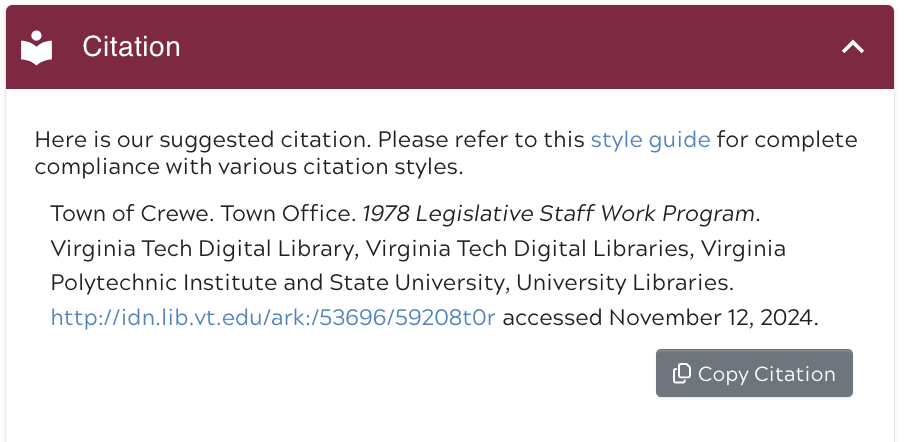 Citation
Here is our suggested citation. Please refer to this style guide for complete
compliance with various citation styles.
Town of Crewe. Town Office. 1978 Legislative Staff Work Program.
Virginia Tech Digital Library, Virginia Tech Digital Libraries, Virginia
Polytechnic Institute and State University, University Libraries.
http://idn.lib.vt.edu/ark:/53696/59208t0r accessed November 12, 2024.
Copy Citation